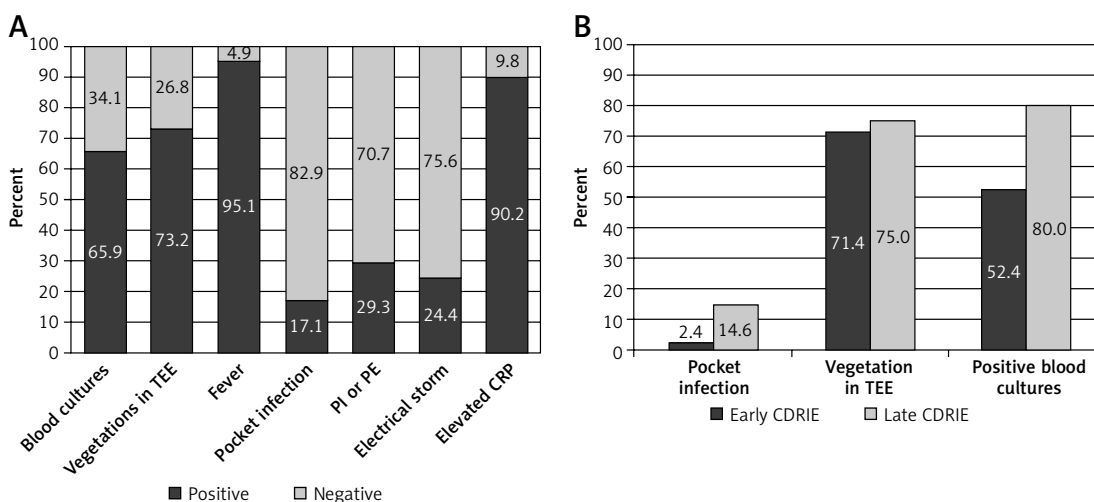 A
Percent
100
90
80
70
60
50
40
30
20
10
0
34.1
65.9
26.8
73.2
4.9
95.1
82.9
17.1
70.7
29.3
75.6
24.4
9.8
90.2
Blood cultures
Vegetations in TEE
Fever
Pocket infection
PI or PE
Electrical storm
Elevated CRP
Positive
Negative
B
Percent
100
90
80
70
60
50
40
30
20
10
0
2.4
14.6
71.4
75.0
52.4
80.0
Pocket
infection
Vegetation
in TEE
Positive blood
cultures
Early CDRIE
Late CDRIE